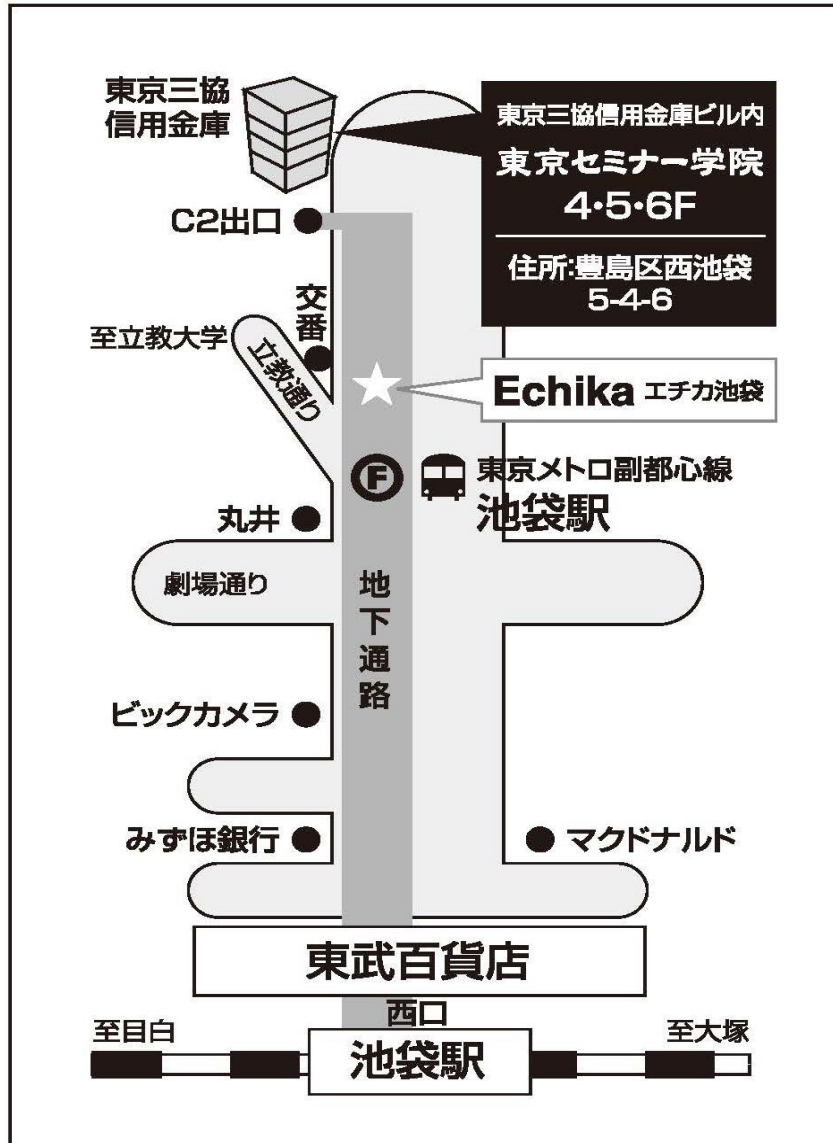 東京三協
信用金庫
東京三協信用金庫ビル内
東京セミナー学院
4・5・6F
住所:豊島区西池袋
5-4-6
C2出口
交番
至立教大学
立教通り
Echika エチカ池袋
F
東京メトロ副都心線
池袋駅
丸井
劇場通り
地下通路
ビックカメラ
みずほ銀行
マクドナルド
東武百貨店
西口
至目白
池袋駅
至大塚